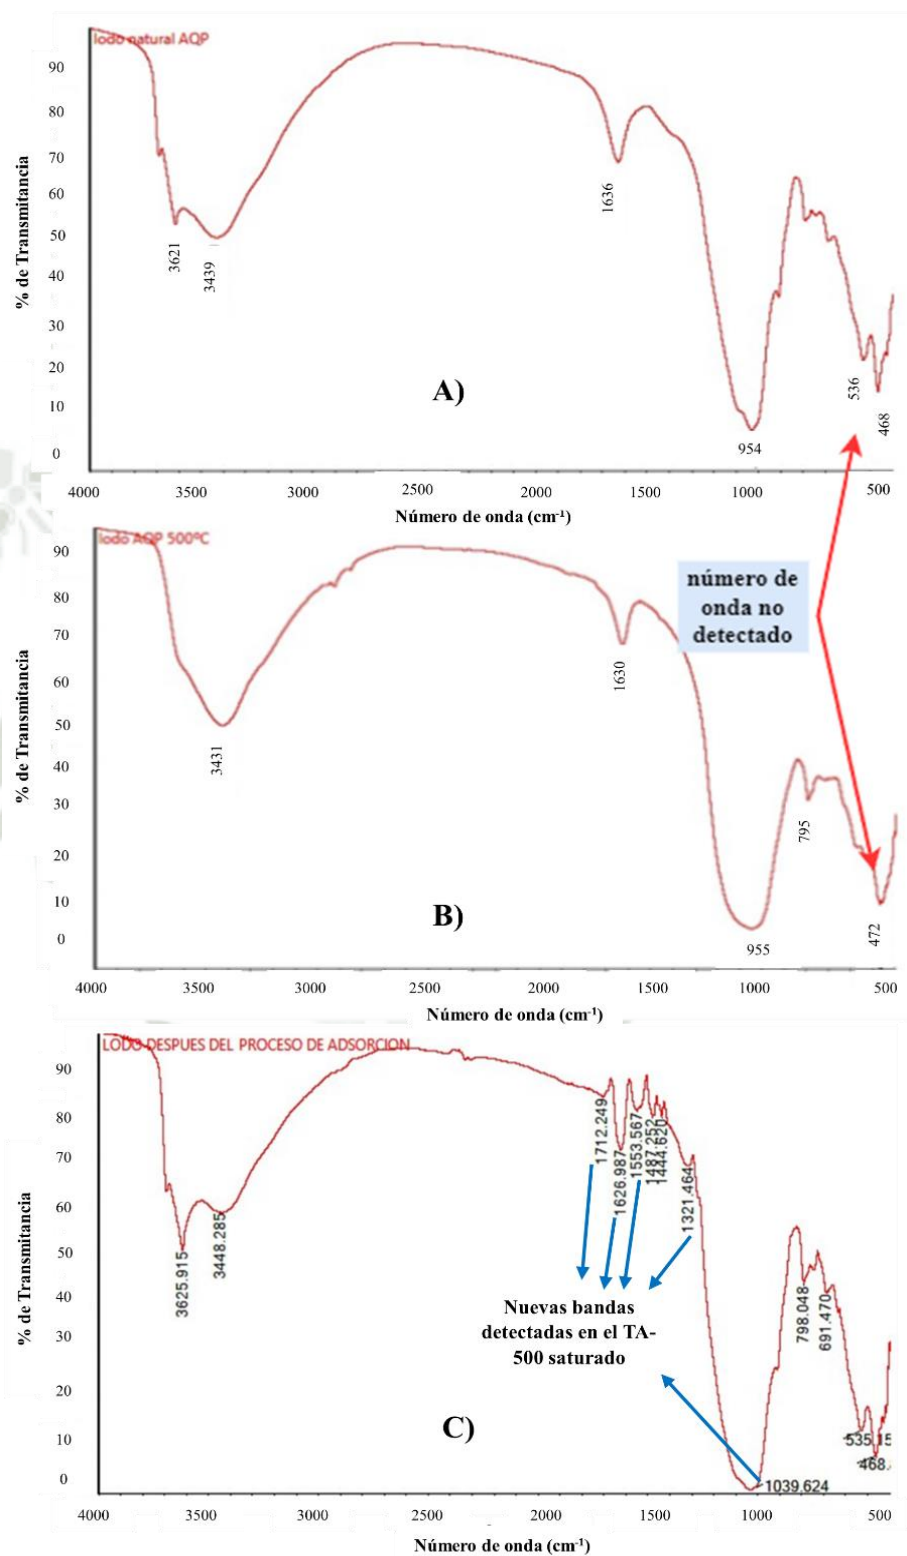 lodo natural AQP
90
80
70
60
50
40
30
20
10
0
% de Transmitancia
3621
3439
1636
954
536
468
A)
4000 3500 3000 2500 2000 1500 1000 500
Número de onda (cm-1)
lodo AQP 500ºC
90
80
70
60
50
40
30
20
10
0
% de Transmitancia
número de
onda no
detectado
3431
1630
795
955
472
B)
4000 3500 3000 2500 2000 1500 1000 500
Número de onda (cm-1)
LODO DESPUES DEL PROCESO DE ADSORCION
90
80
70
60
50
40
30
20
10
0
% de Transmitancia
3625.915
3448.285
1712.249
1626.987
1553.567
1487.252
1444.620
1321.464
798.048
691.470
535.15
468.
1039.624
Nuevas bandas
detectadas en el TA-
500 saturado
C)
4000 3500 3000 2500 2000 1500 1000 500
Número de onda (cm-1)